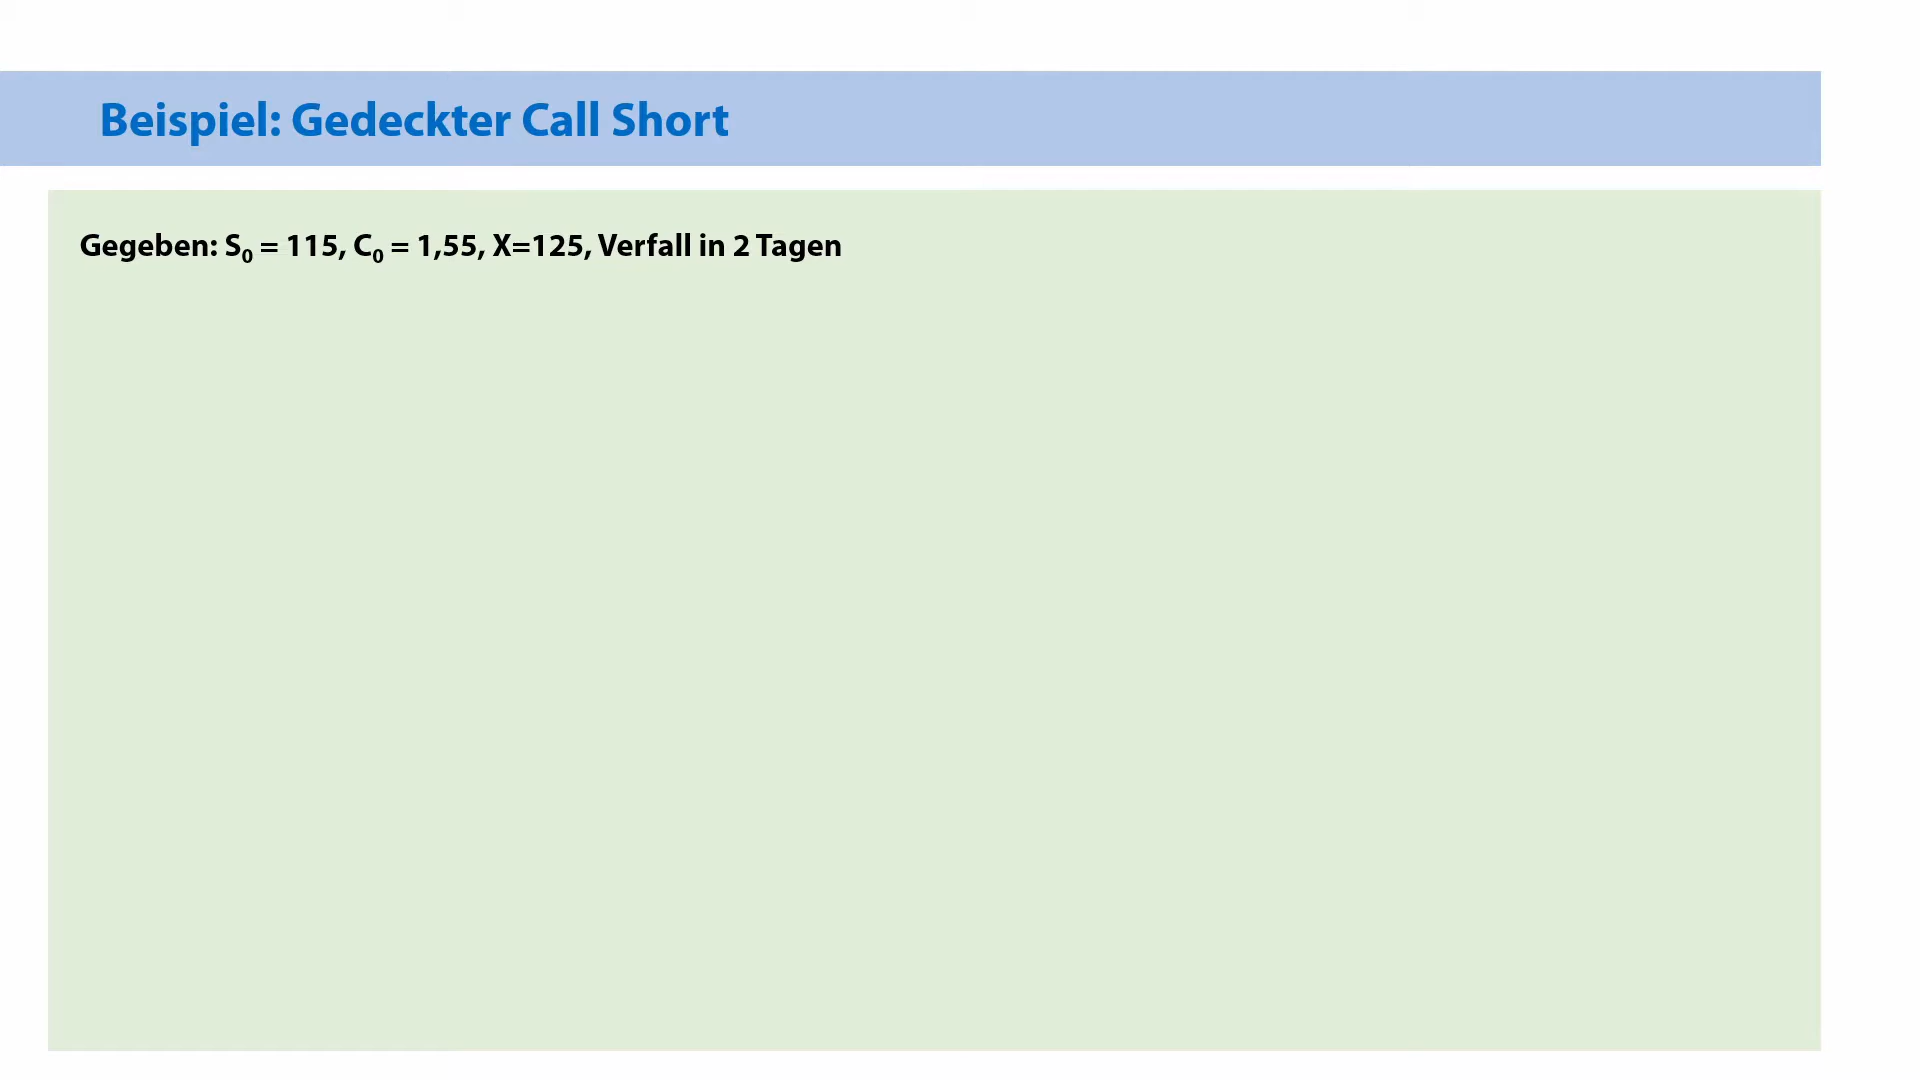 Beispiel: Gedeckter Call Short
Gegeben: S₀ = 115, C₀ = 1,55, X=125, Verfall in 2 Tagen